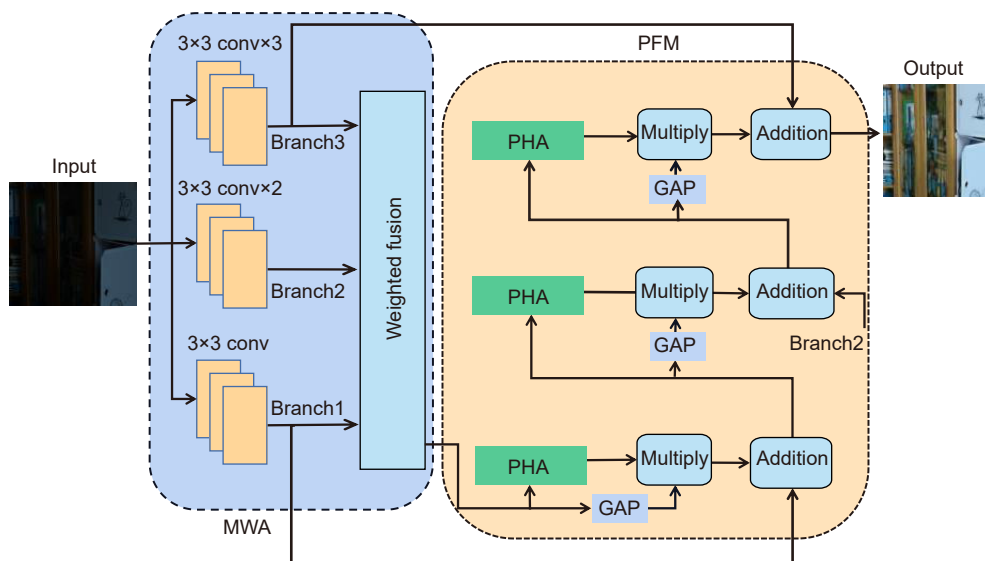 Input
3×3 conv×3
Branch3
3×3 conv×2
Branch2
3×3 conv
Branch1
Weighted fusion
MWA
PFM
PHA
Multiply
Addition
GAP
PHA
Multiply
Addition
GAP
Branch2
PHA
Multiply
Addition
GAP
Output